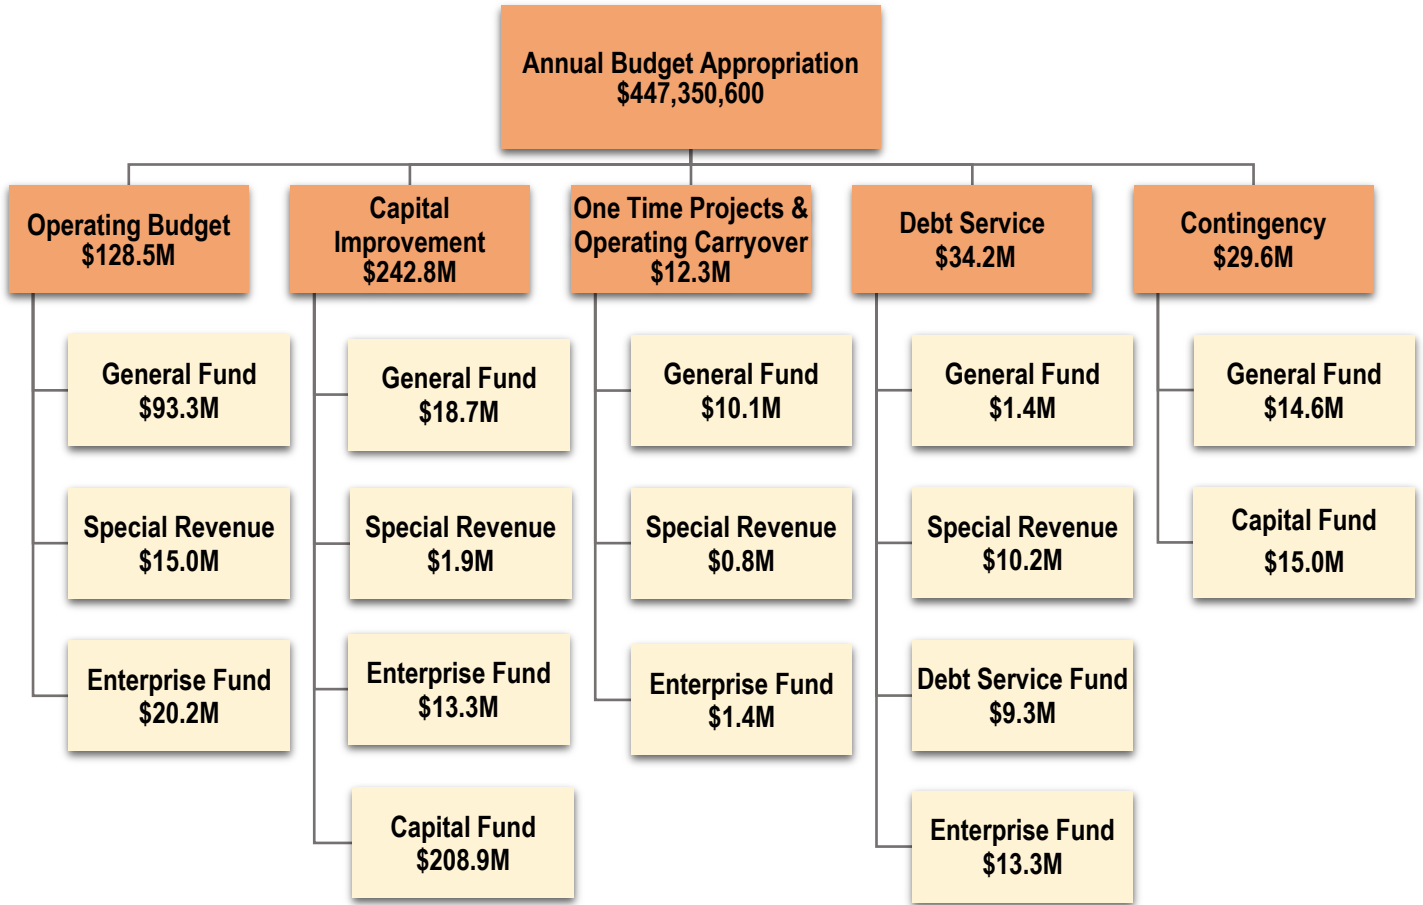 Annual Budget Appropriation
$447,350,600
Operating Budget
$128.5M
General Fund
$93.3M
Special Revenue
$15.0M
Enterprise Fund
$20.2M
Capital
Improvement
$242.8M
General Fund
$18.7M
Special Revenue
$1.9M
Enterprise Fund
$13.3M
Capital Fund
$208.9M
One Time Projects &
Operating Carryover
$12.3M
General Fund
$10.1M
Special Revenue
$0.8M
Enterprise Fund
$1.4M
Debt Service
$34.2M
General Fund
$1.4M
Special Revenue
$10.2M
Debt Service Fund
$9.3M
Enterprise Fund
$13.3M
Contingency
$29.6M
General Fund
$14.6M
Capital Fund
$15.0M